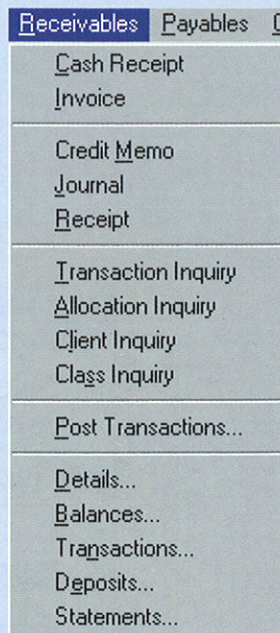 Receivables Payables
Cash Receipt
Invoice
Credit Memo
Journal
Receipt
Transaction Inquiry
Allocation Inquiry
Client Inquiry
Class Inquiry
Post Transactions...
Details...
Balances...
Transactions...
Deposits...
Statements...